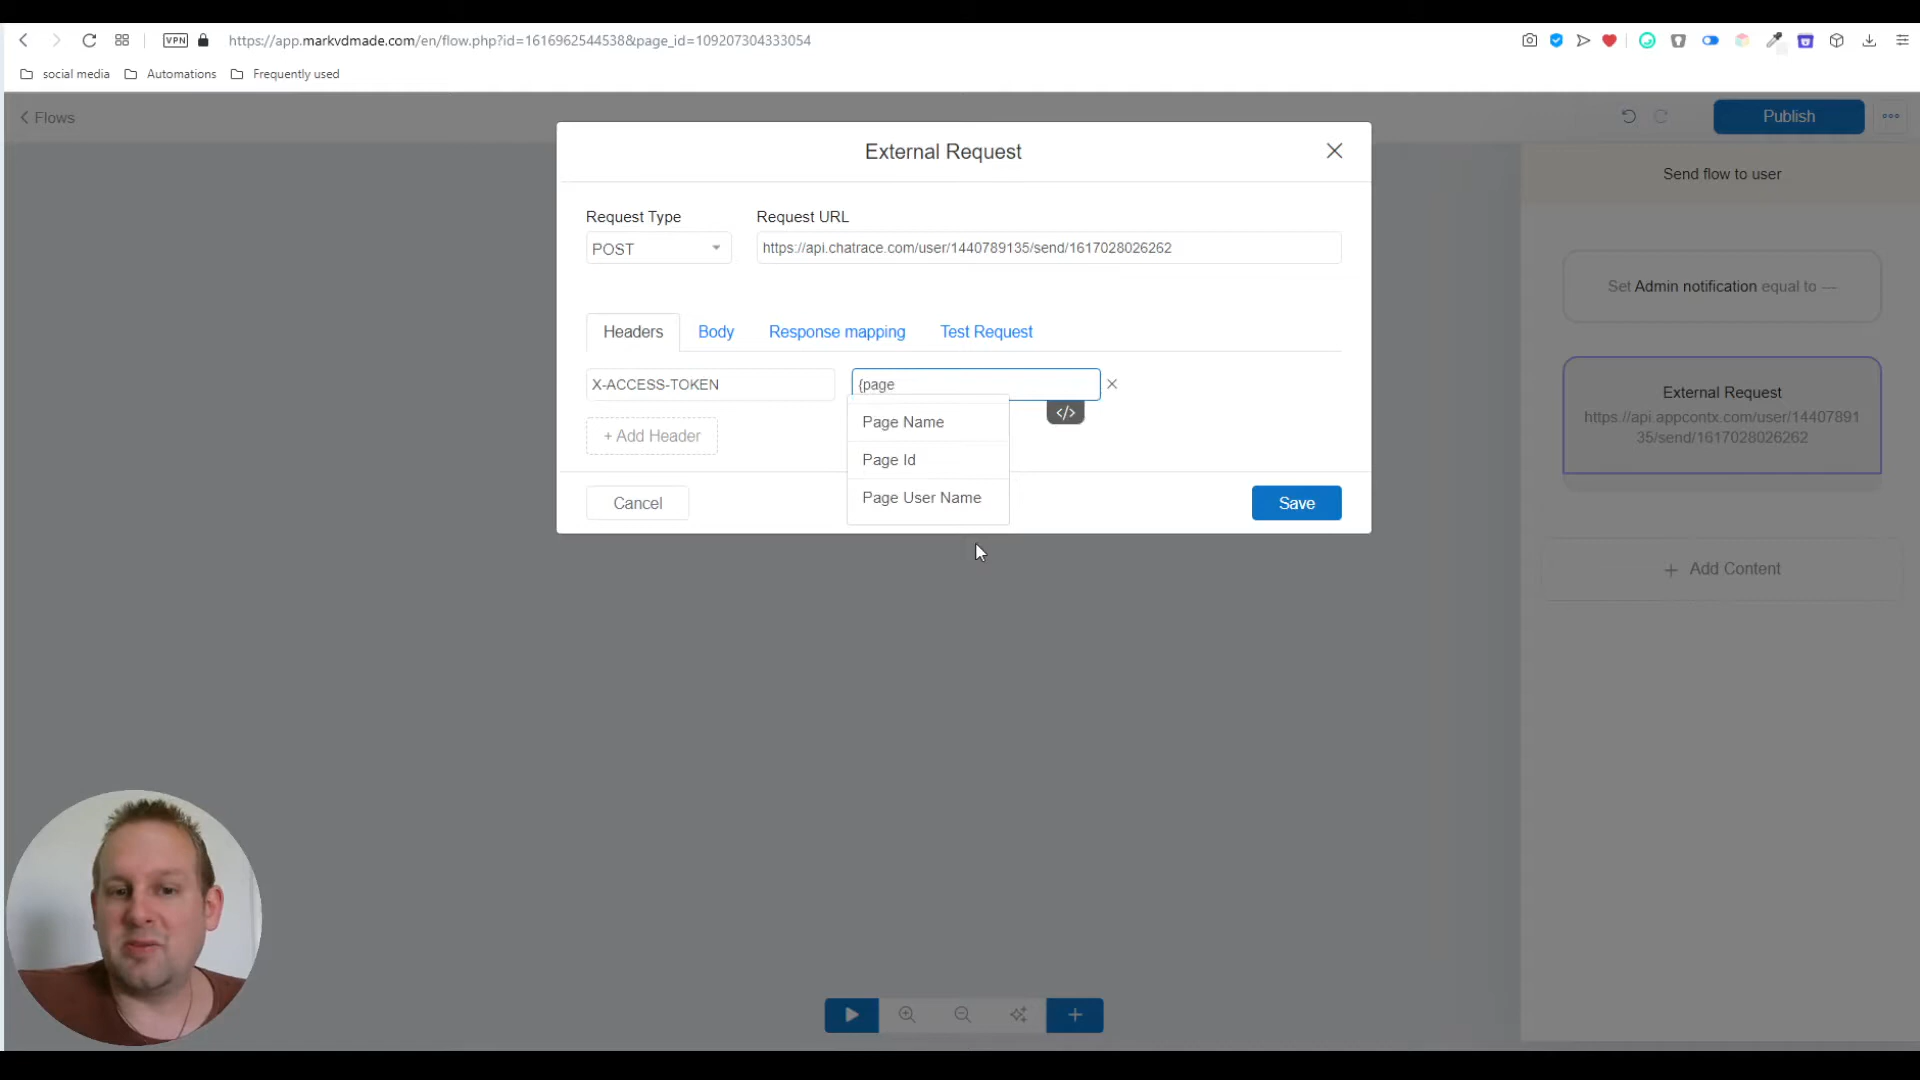 VPN https://app.markvdmade.com/en/flow.php?id=1616962544538&page_id=109207304333054
social media Automations Frequently used
Flows
Publish
External Request
Send flow to user
Request Type
Request URL
POST
https://api.chatrace.com/user/1440789135/send/1617028026262
Headers Body Response mapping Test Request
X-ACCESS-TOKEN
{page
</>
Page Name
Page Id
Page User Name
+ Add Header
Cancel
Save
Set Admin notification equal to —
External Request
https://api.appcontx.com/user/14407891
35/send/1617028026262
+ Add Content